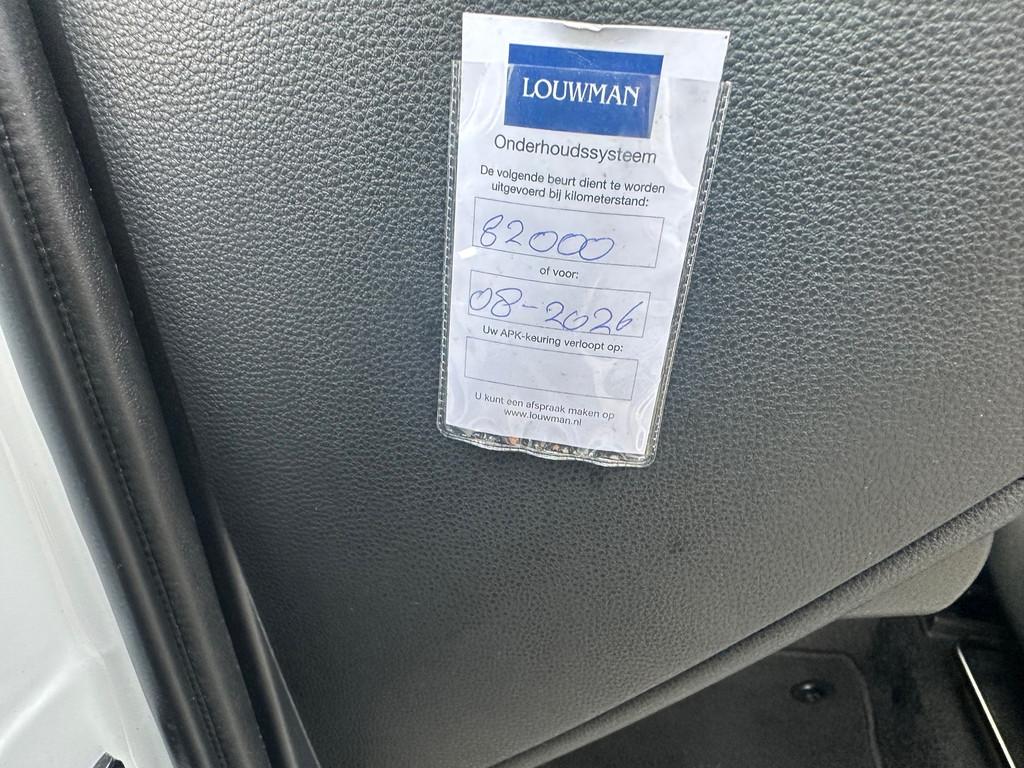 LOUWMAN
Onderhoudssysteem
De volgende beurt dient te worden
uitgevoerd bij kilometerstand:
82000
of voor:
08-2026
Uw APK-keuring verloopt op:
U kunt een afspraak maken op
www.louwman.nl